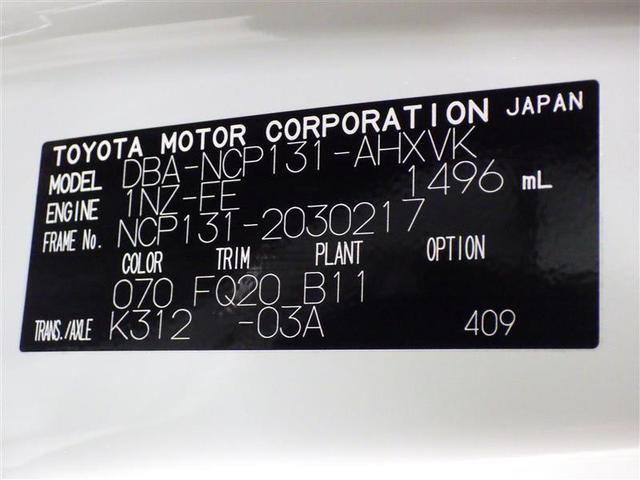 TOYOTA MOTOR CORPORATION JAPAN
MODEL DBA-NCP131-AHXVK
ENGINE 1NZ-FE 1496 mL
FRAME No. NCP131-2030217
COLOR TRIM PLANT OPTION
070 FQ20 B11
TRANS./AXLE K312 -03A 409